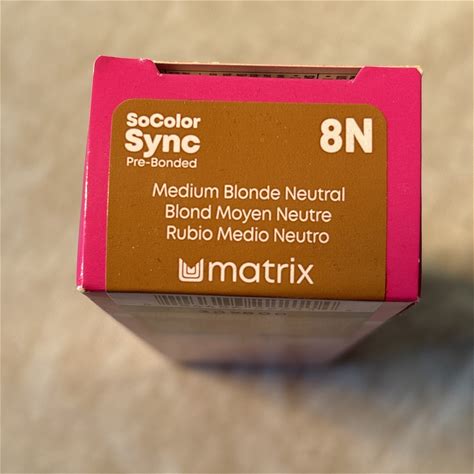 SoColor
Sync
Pre-Bonded
8N
Medium Blonde Neutral
Blond Moyen Neutre
Rubio Medio Neutro
matrix